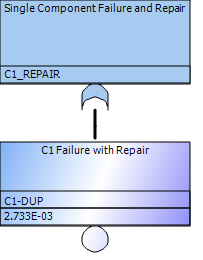 Single Component Failure and Repair
C1_REPAIR
C1 Failure with Repair
C1-DUP
2.733E-03